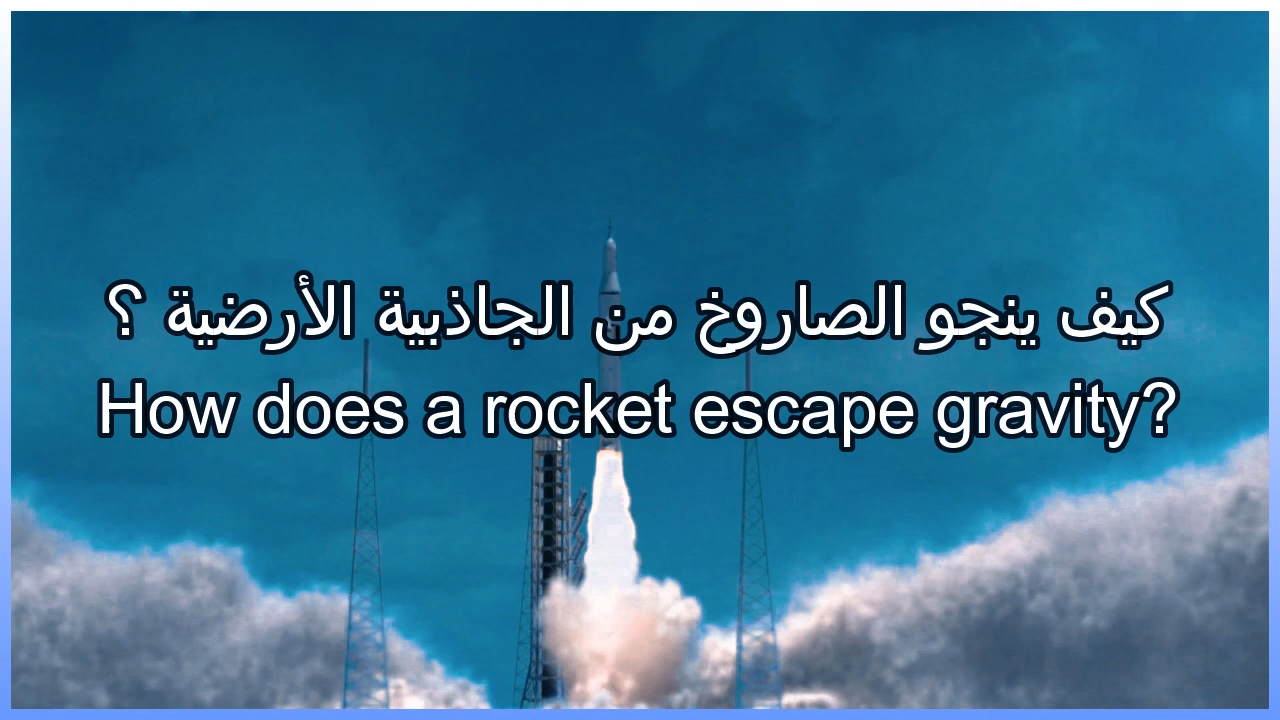 كيف ينجو الصاروخ من الجاذبية الأرضية ؟
How does a rocket escape gravity?